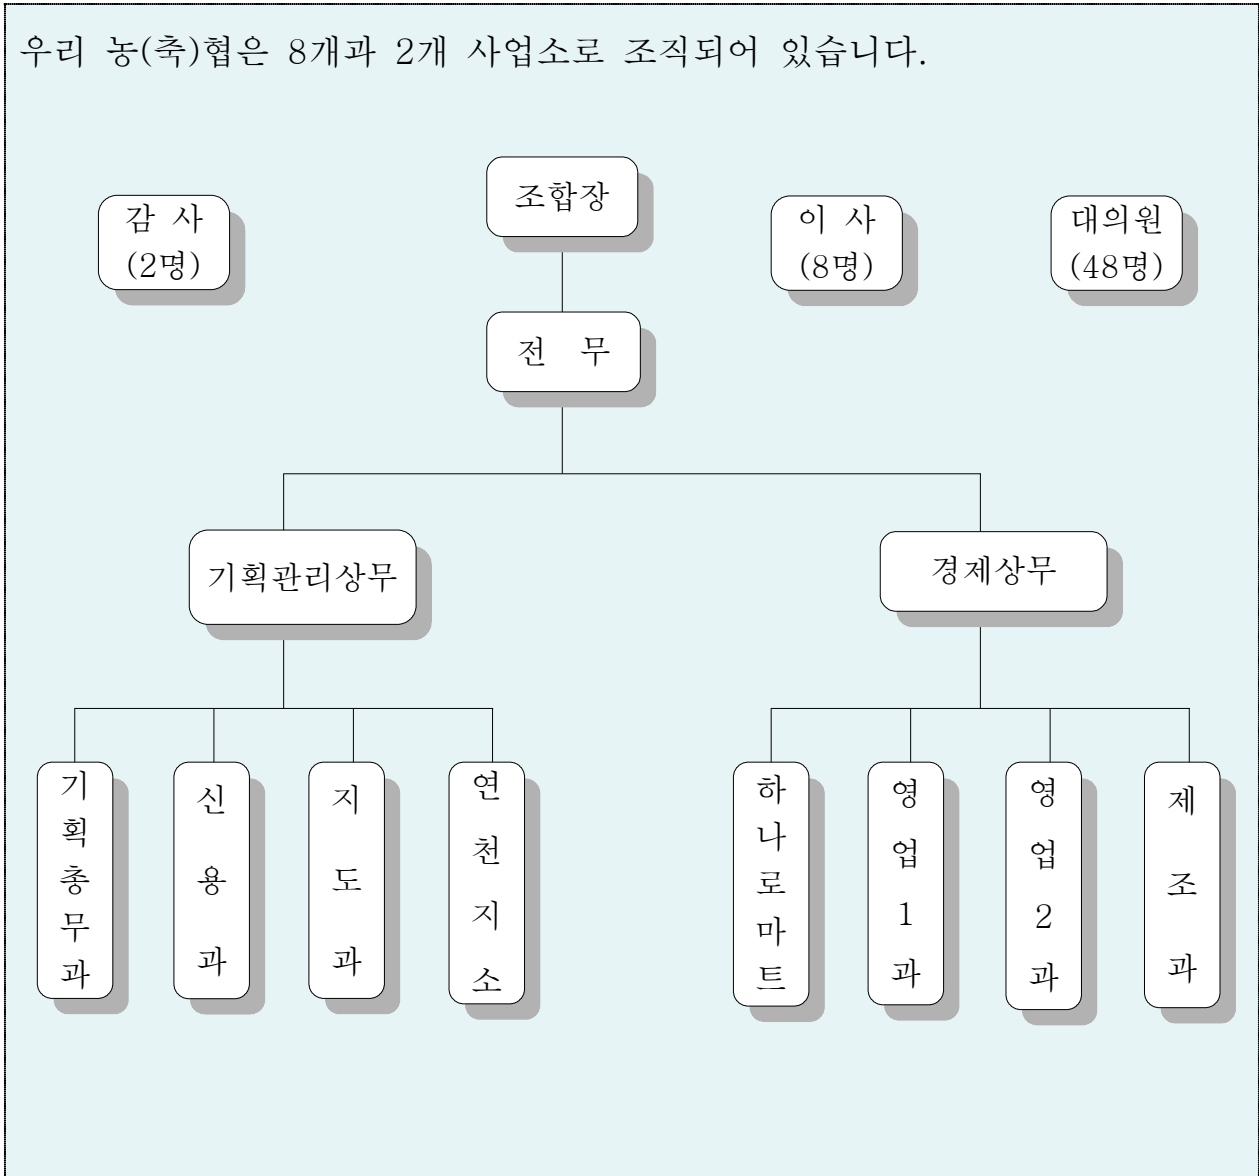 우리 농(축)협은 8개과 2개 사업소로 조직되어 있습니다.
조합장
감 사
(2명)
이 사
(8명)
대의원
(48명)
전 무
기획관리상무
경제상무
기획총무과
신용과
지도과
연천지소
하나로마트
영업1과
영업2과
제조과